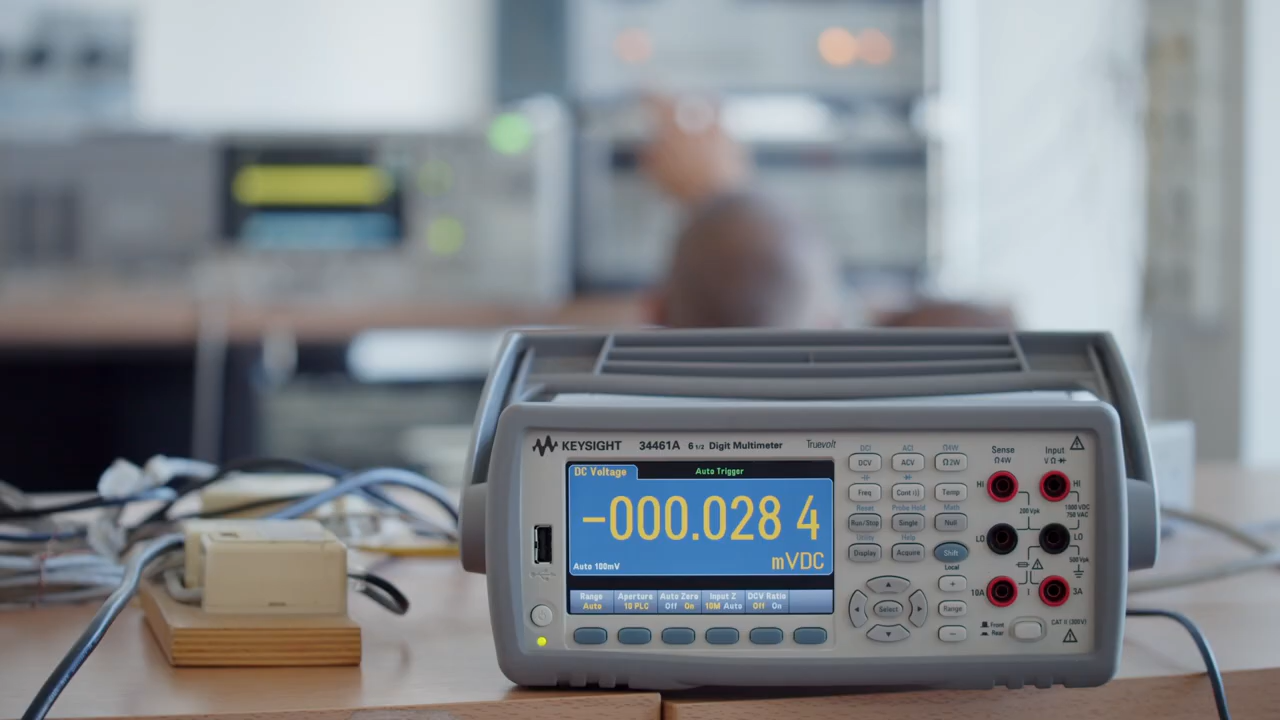 KEYSIGHT 34461A 6 1/2 Digit Multimeter Truevolt
DC Voltage Auto Trigger
-000.028 4
mVDC
Auto 100mV
Range Aperture Auto Zero Input Z DCV Ratio
Auto 10 PLC Off On 10M Auto Off On
DCI ACI Ω4W
DCV ACV Ω2W
Freq Cont Temp
Reset Probe Hold Math
Run/Stop Single Null
Utility Help
Display Acquire Shift
Local
+
Select Range
-
Sense Input
Ω4W V Ω
HI HI
200 Vpk 1000 VDC
750 VAC
LO LO
500 Vpk
10A I 3A
Front
Rear
CAT II (300V)